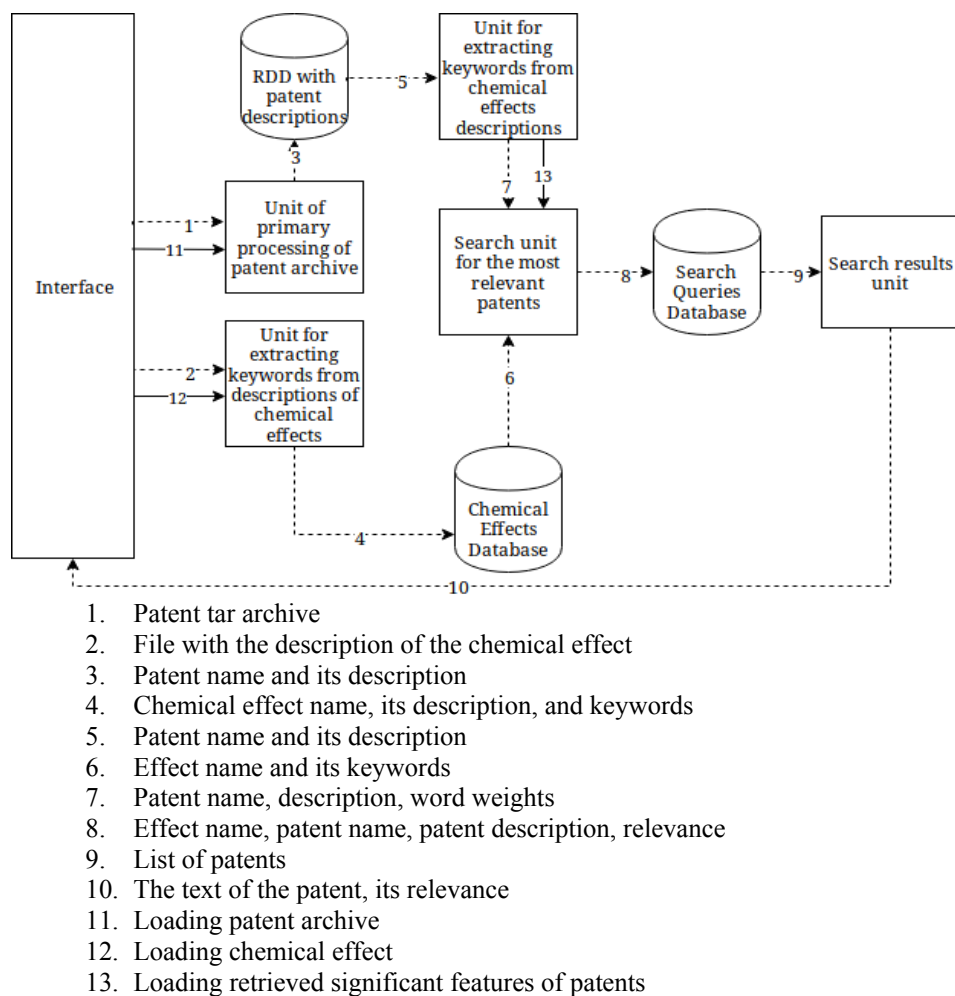 Interface
RDD with
patent
descriptions
5
Unit for
extracting
keywords from
chemical
effects
descriptions
3
7
13
1
11
Unit of
primary
processing of
patent archive
Search unit
for the most
relevant
patents
8
Search
Queries
Database
9
Search results
unit
2
12
Unit for
extracting
keywords from
descriptions of
chemical
effects
6
4
Chemical
Effects
Database
10
1. Patent tar archive
2. File with the description of the chemical effect
3. Patent name and its description
4. Chemical effect name, its description, and keywords
5. Patent name and its description
6. Effect name and its keywords
7. Patent name, description, word weights
8. Effect name, patent name, patent description, relevance
9. List of patents
10. The text of the patent, its relevance
11. Loading patent archive
12. Loading chemical effect
13. Loading retrieved significant features of patents